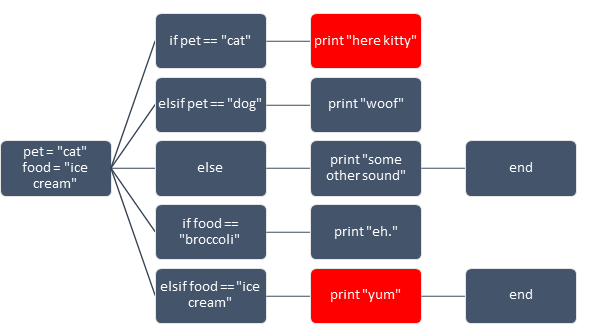 if pet == "cat"
print "here kitty"
elsif pet == "dog"
print "woof"
pet = "cat"
food = "ice
cream"
else
print "some
other sound"
end
if food ==
"broccoli"
print "eh."
elsif food == "ice
cream"
print "yum"
end